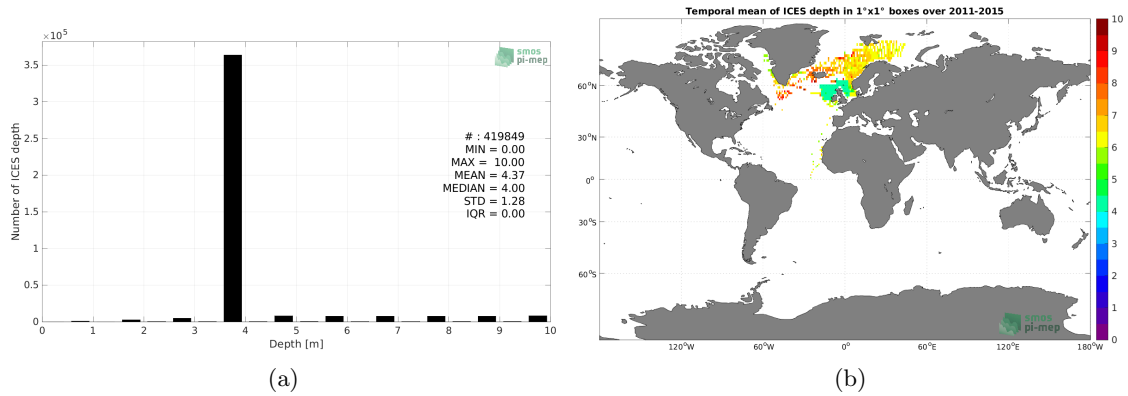 Temporal mean of ICES depth in 1°x1° boxes over 2011-2015
x 10⁵
smos
pi-mep
3.5
3
2.5
2
1.5
1
0.5
0
Number of ICES depth
# : 419849
MIN = 0.00
MAX = 10.00
MEAN = 4.37
MEDIAN = 4.00
STD = 1.28
IQR = 0.00
0 1 2 3 4 5 6 7 8 9 10
Depth [m]
(a)
60°N
30°N
0°
30°S
60°S
120°W 60°W 0° 60°E 120°E 180°W
smos
pi-mep
10
9
8
7
6
5
4
3
2
1
0
(b)